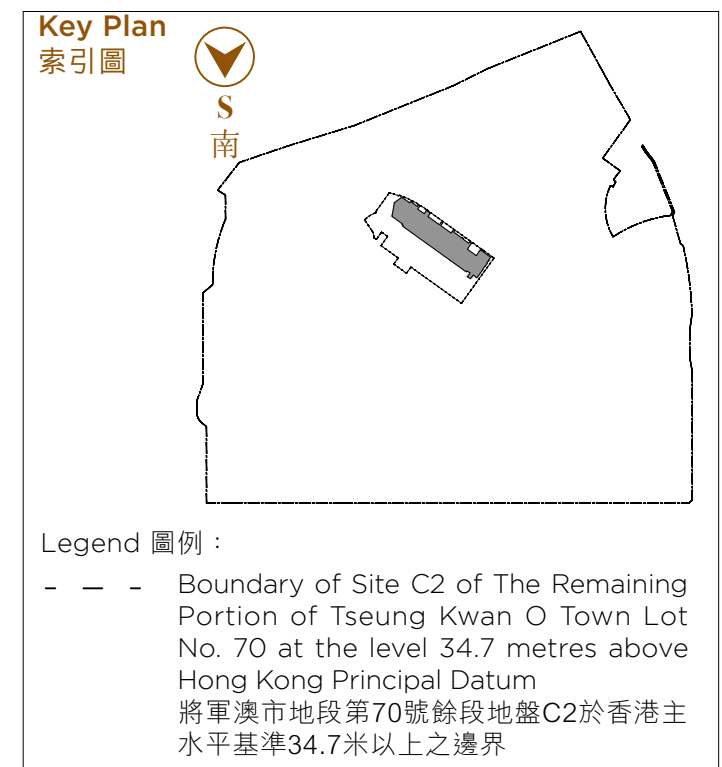 Key Plan
索引圖
S
南
Legend 圖例：
Boundary of Site C2 of The Remaining
Portion of Tseung Kwan O Town Lot
No. 70 at the level 34.7 metres above
Hong Kong Principal Datum
將軍澳市地段第70號餘段地盤C2於香港主
水平基準34.7米以上之邊界